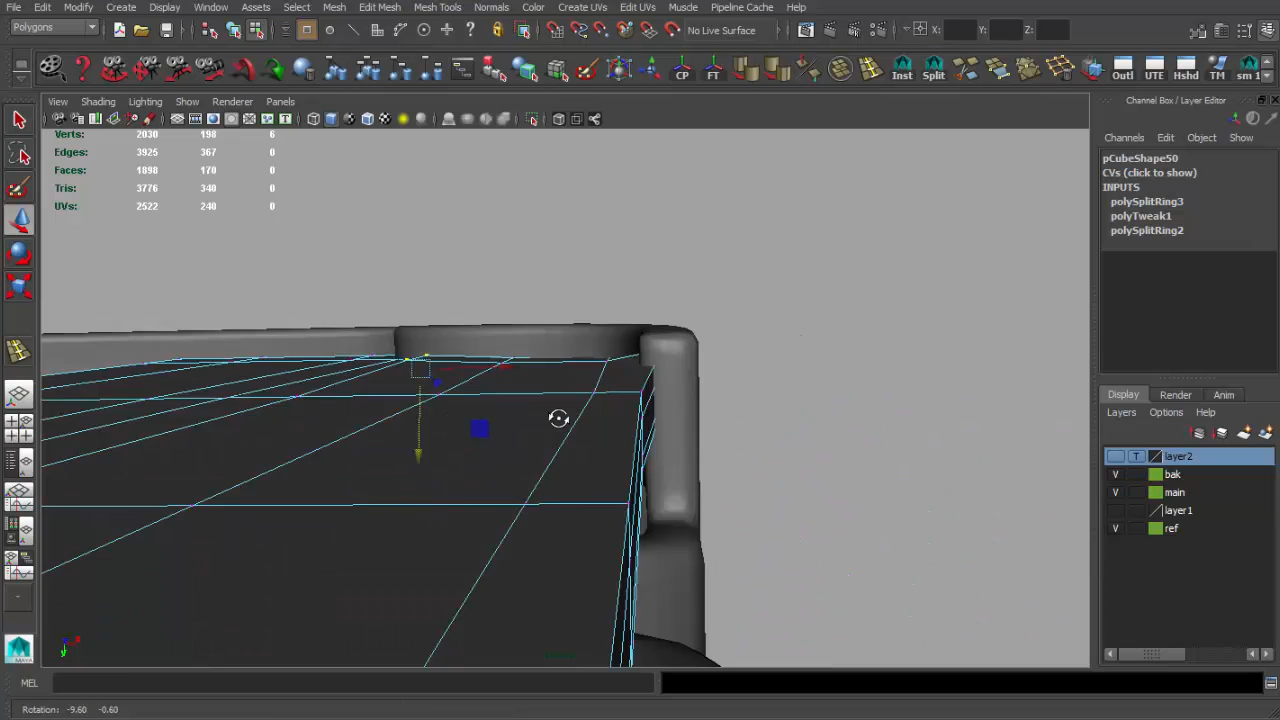 File Edit Modify Create Display Window Assets Select Mesh Edit Mesh Mesh Tools Normals Color Create UVs Edit UVs Muscle Pipeline Cache Help
Polygons No Live Surface X: Y: Z:
CP FT Inst Split Outl UTE Hshd TM sm 1
View Shading Lighting Show Renderer Panels
Channel Box / Layer Editor
Verts: 2030 198 6
Edges: 3925 367 0
Faces: 1898 170 0
Tris: 3776 340 0
UVs: 2522 240 0
Channels Edit Object Show
pCubeShape50
CVs (click to show)
INPUTS
polySplitRing3
polyTweak1
polySplitRing2
Display Render Anim
Layers Options Help
T layer2
V bak
V main
layer1
V ref
MEL
Rotation: -9.60 -0.60